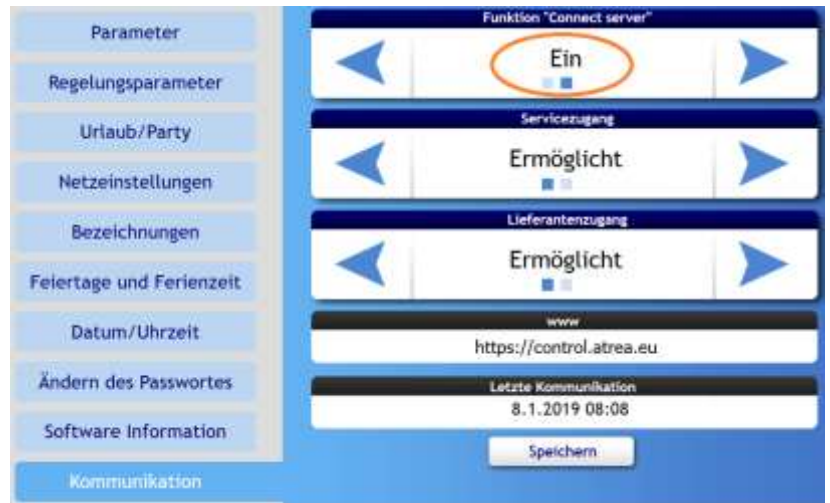 Parameter
Regelungsparameter
Urlaub/Party
Netzeinstellungen
Bezeichnungen
Feiertage und Ferienzeit
Datum/Uhrzeit
Ändern des Passwortes
Software Information
Kommunikation
Funktion "Connect server"
Ein
Servicezugang
Ermöglicht
Lieferantenzugang
Ermöglicht
www
https://control.atrea.eu
Letzte Kommunikation
8.1.2019 08:08
Speichern